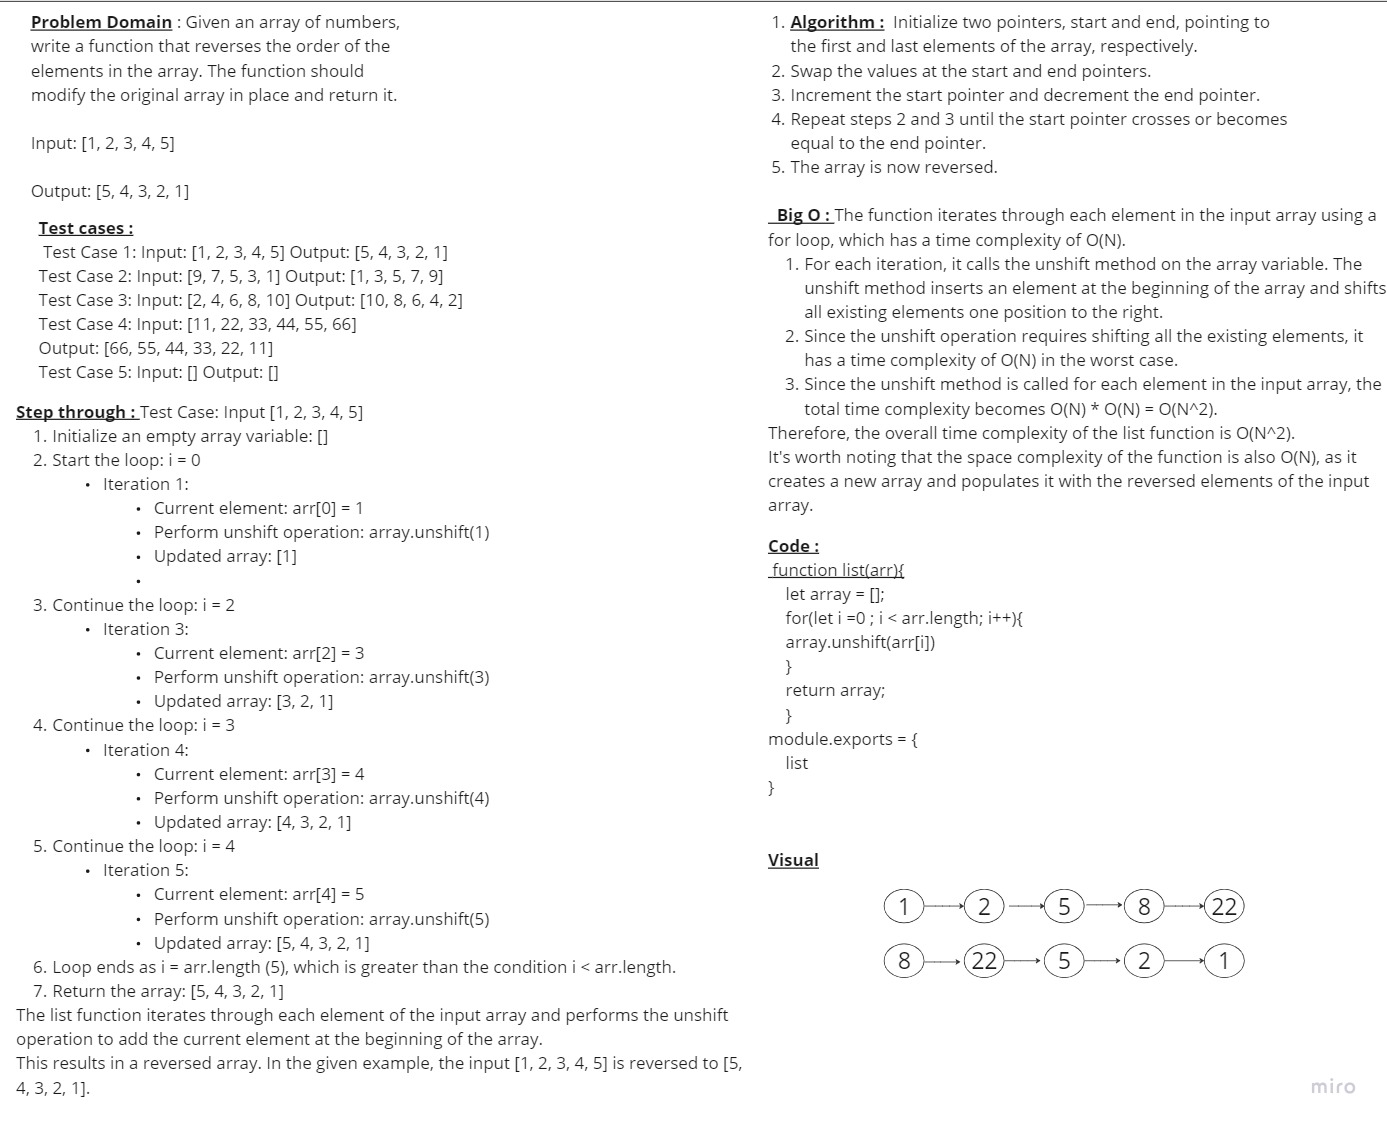 Problem Domain : Given an array of numbers,
write a function that reverses the order of the
elements in the array. The function should
modify the original array in place and return it.
Input: [1, 2, 3, 4, 5]
Output: [5, 4, 3, 2, 1]
Test cases :
Test Case 1: Input: [1, 2, 3, 4, 5] Output: [5, 4, 3, 2, 1]
Test Case 2: Input: [9, 7, 5, 3, 1] Output: [1, 3, 5, 7, 9]
Test Case 3: Input: [2, 4, 6, 8, 10] Output: [10, 8, 6, 4, 2]
Test Case 4: Input: [11, 22, 33, 44, 55, 66]
Output: [66, 55, 44, 33, 22, 11]
Test Case 5: Input: [] Output: []
Step through : Test Case: Input [1, 2, 3, 4, 5]
1. Initialize an empty array variable: []
2. Start the loop: i = 0
• Iteration 1:
• Current element: arr[0] = 1
• Perform unshift operation: array.unshift(1)
• Updated array: [1]
•
3. Continue the loop: i = 2
• Iteration 3:
• Current element: arr[2] = 3
• Perform unshift operation: array.unshift(3)
• Updated array: [3, 2, 1]
4. Continue the loop: i = 3
• Iteration 4:
• Current element: arr[3] = 4
• Perform unshift operation: array.unshift(4)
• Updated array: [4, 3, 2, 1]
5. Continue the loop: i = 4
• Iteration 5:
• Current element: arr[4] = 5
• Perform unshift operation: array.unshift(5)
• Updated array: [5, 4, 3, 2, 1]
6. Loop ends as i = arr.length (5), which is greater than the condition i < arr.length.
7. Return the array: [5, 4, 3, 2, 1]
The list function iterates through each element of the input array and performs the unshift
operation to add the current element at the beginning of the array.
This results in a reversed array. In the given example, the input [1, 2, 3, 4, 5] is reversed to [5,
4, 3, 2, 1].
1. Algorithm : Initialize two pointers, start and end, pointing to
the first and last elements of the array, respectively.
2. Swap the values at the start and end pointers.
3. Increment the start pointer and decrement the end pointer.
4. Repeat steps 2 and 3 until the start pointer crosses or becomes
equal to the end pointer.
5. The array is now reversed.
Big O : The function iterates through each element in the input array using a
for loop, which has a time complexity of O(N).
1. For each iteration, it calls the unshift method on the array variable. The
unshift method inserts an element at the beginning of the array and shifts
all existing elements one position to the right.
2. Since the unshift operation requires shifting all the existing elements, it
has a time complexity of O(N) in the worst case.
3. Since the unshift method is called for each element in the input array, the
total time complexity becomes O(N) * O(N) = O(N^2).
Therefore, the overall time complexity of the list function is O(N^2).
It's worth noting that the space complexity of the function is also O(N), as it
creates a new array and populates it with the reversed elements of the input
array.
Code :
function list(arr){
let array = [];
for(let i =0 ; i < arr.length; i++){
array.unshift(arr[i])
}
return array;
}
module.exports = {
list
}
Visual
1 2 5 8 22
8 22 5 2 1
miro